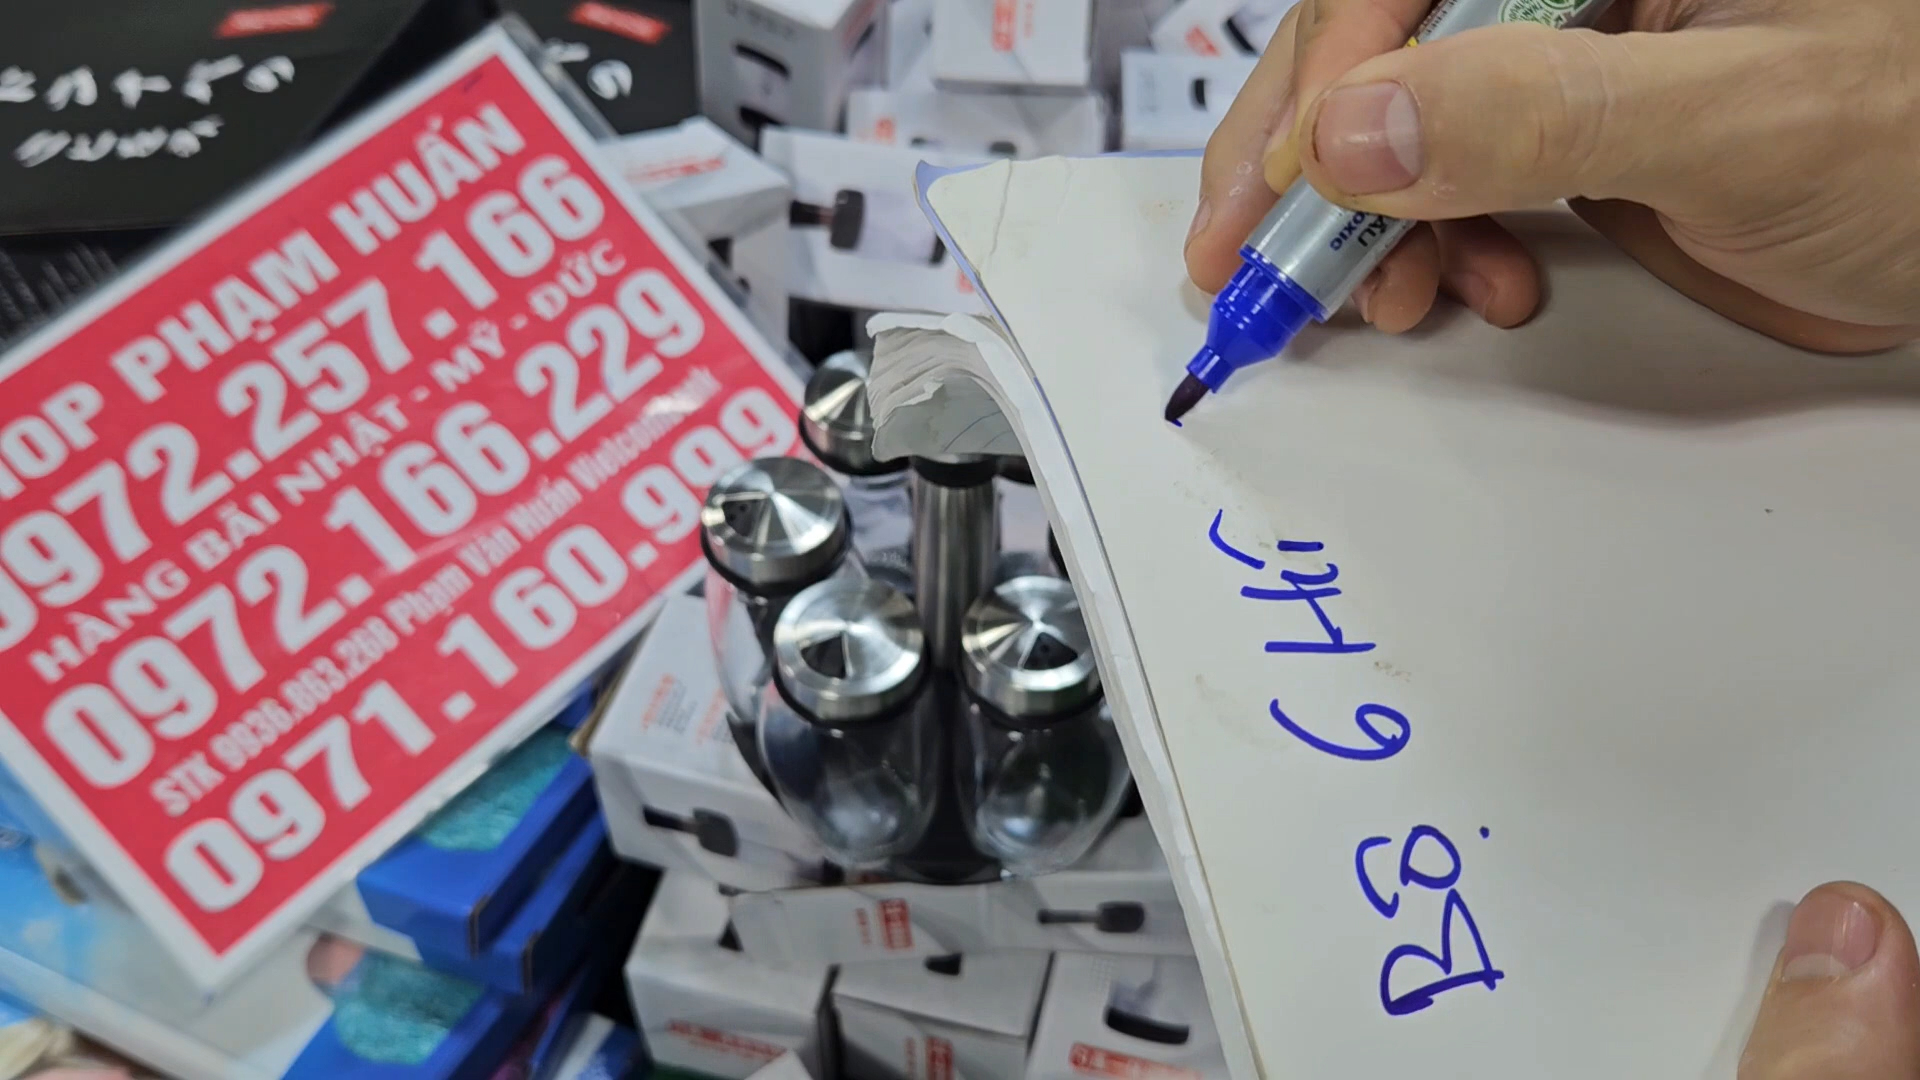 HOP PHẠM HUẤN
0972.257.166
HÀNG BÃI NHẬT - MỸ - ĐỨC
0972.166.229
STK 9936.863.268 Phạm Văn Huấn Vietcombank
0971.160.999
Bộ 6 Hũ